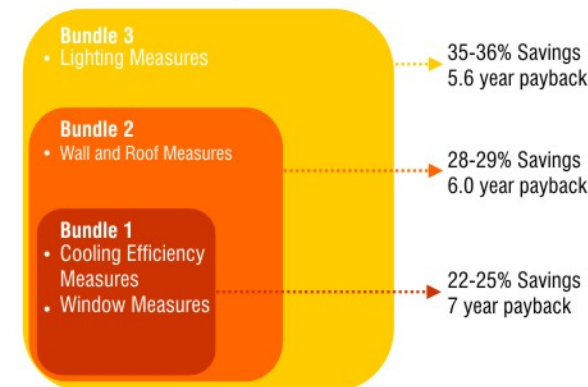 Bundle 3
• Lighting Measures
35-36% Savings
5.6 year payback
Bundle 2
• Wall and Roof Measures
28-29% Savings
6.0 year payback
Bundle 1
• Cooling Efficiency
Measures
• Window Measures
22-25% Savings
7 year payback